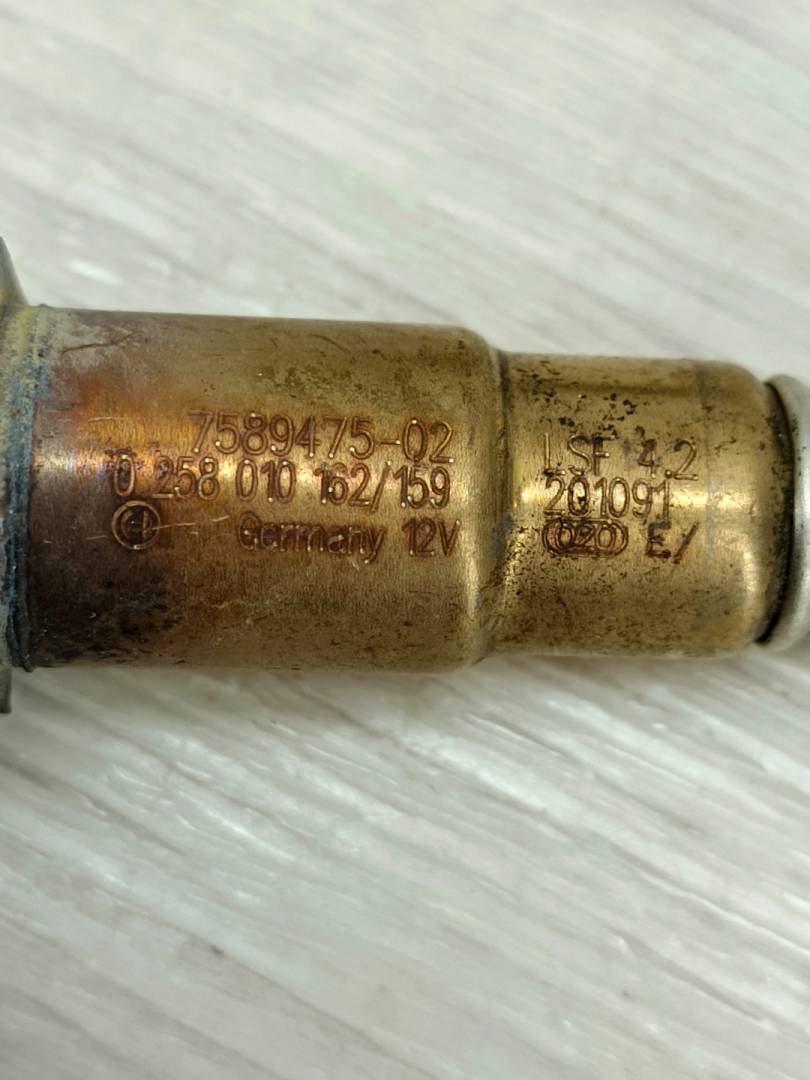 7589475-02
0 258 010 162/159
Germany 12V
LSF 4.2
201091
020 E/